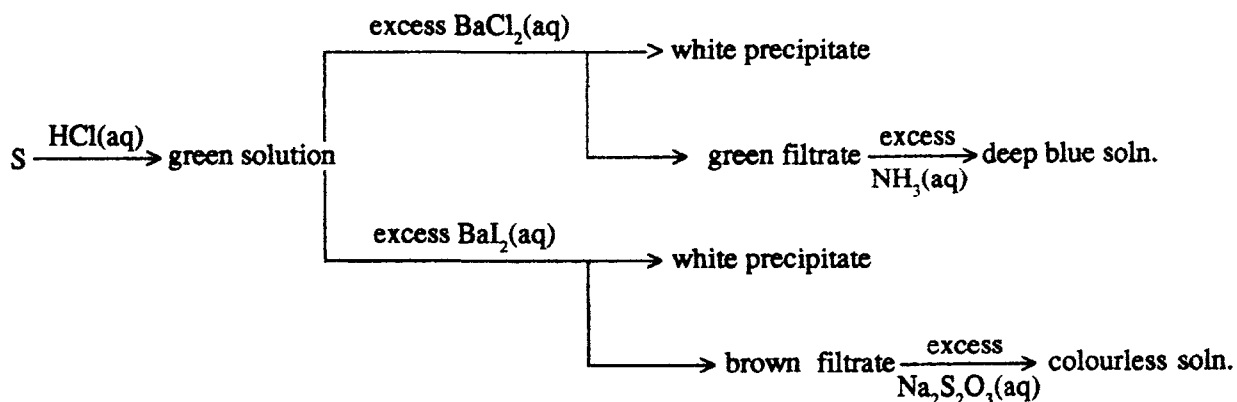 excess BaCl₂(aq)
white precipitate
S HCl(aq) green solution
green filtrate excess NH₃(aq) deep blue soln.
excess BaI₂(aq)
white precipitate
brown filtrate excess Na₂S₂O₃(aq) colourless soln.